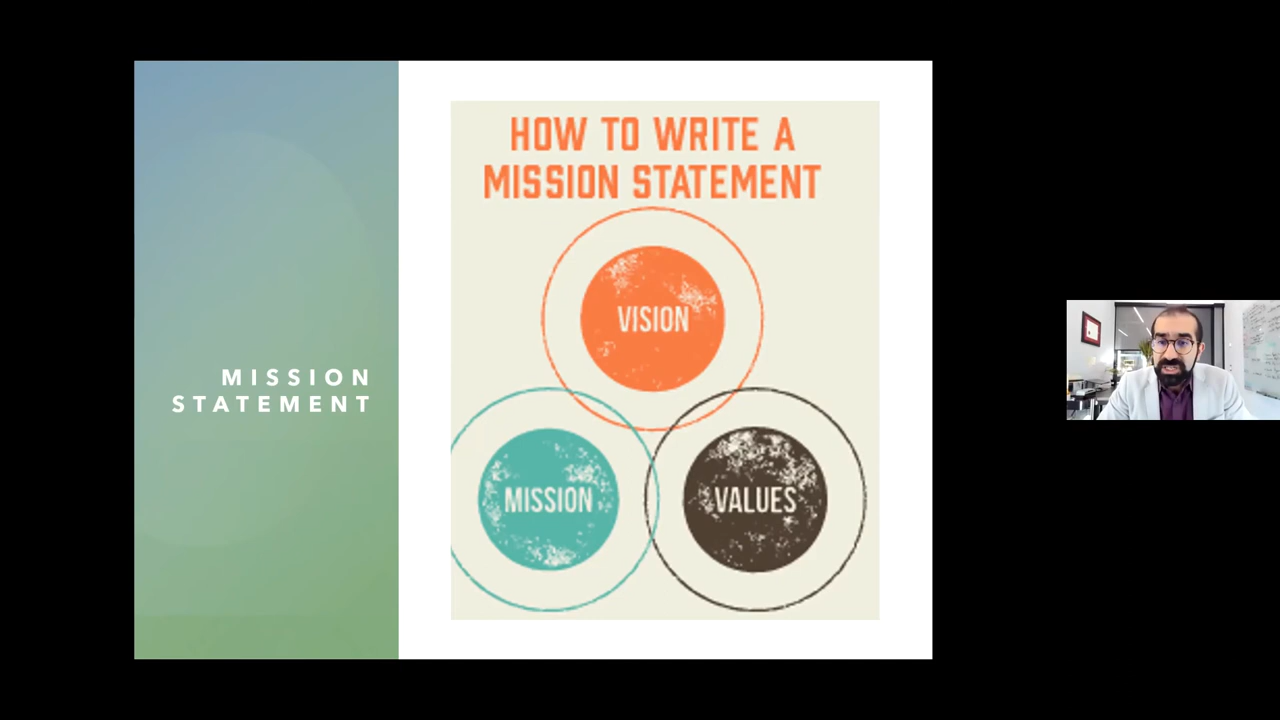 MISSION
STATEMENT
HOW TO WRITE A
MISSION STATEMENT
VISION
MISSION
VALUES